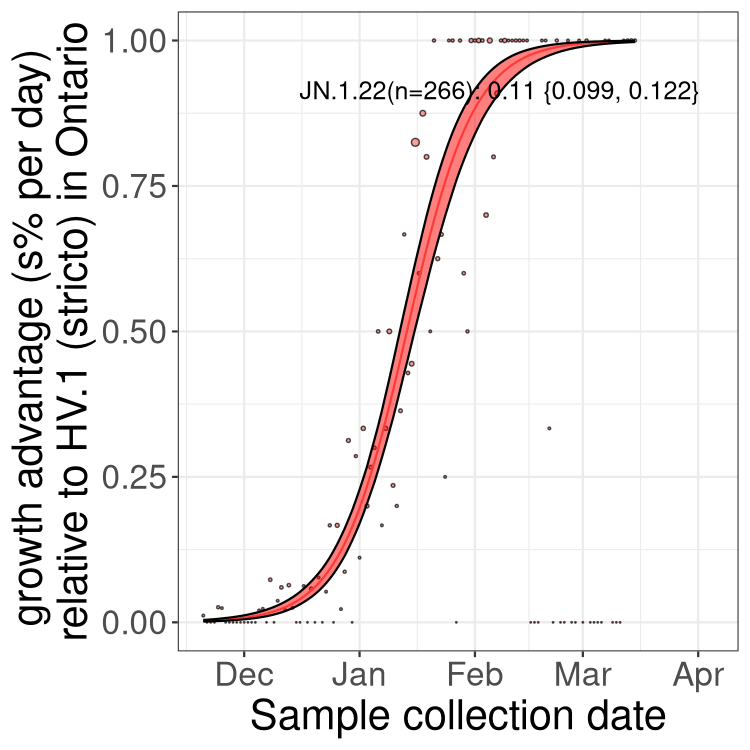 growth advantage (s% per day)
relative to HV.1 (stricto) in Ontario
1.00
0.75
0.50
0.25
0.00
JN.1.22(n=266): 0.11 {0.099, 0.122}
Dec Jan Feb Mar Apr
Sample collection date